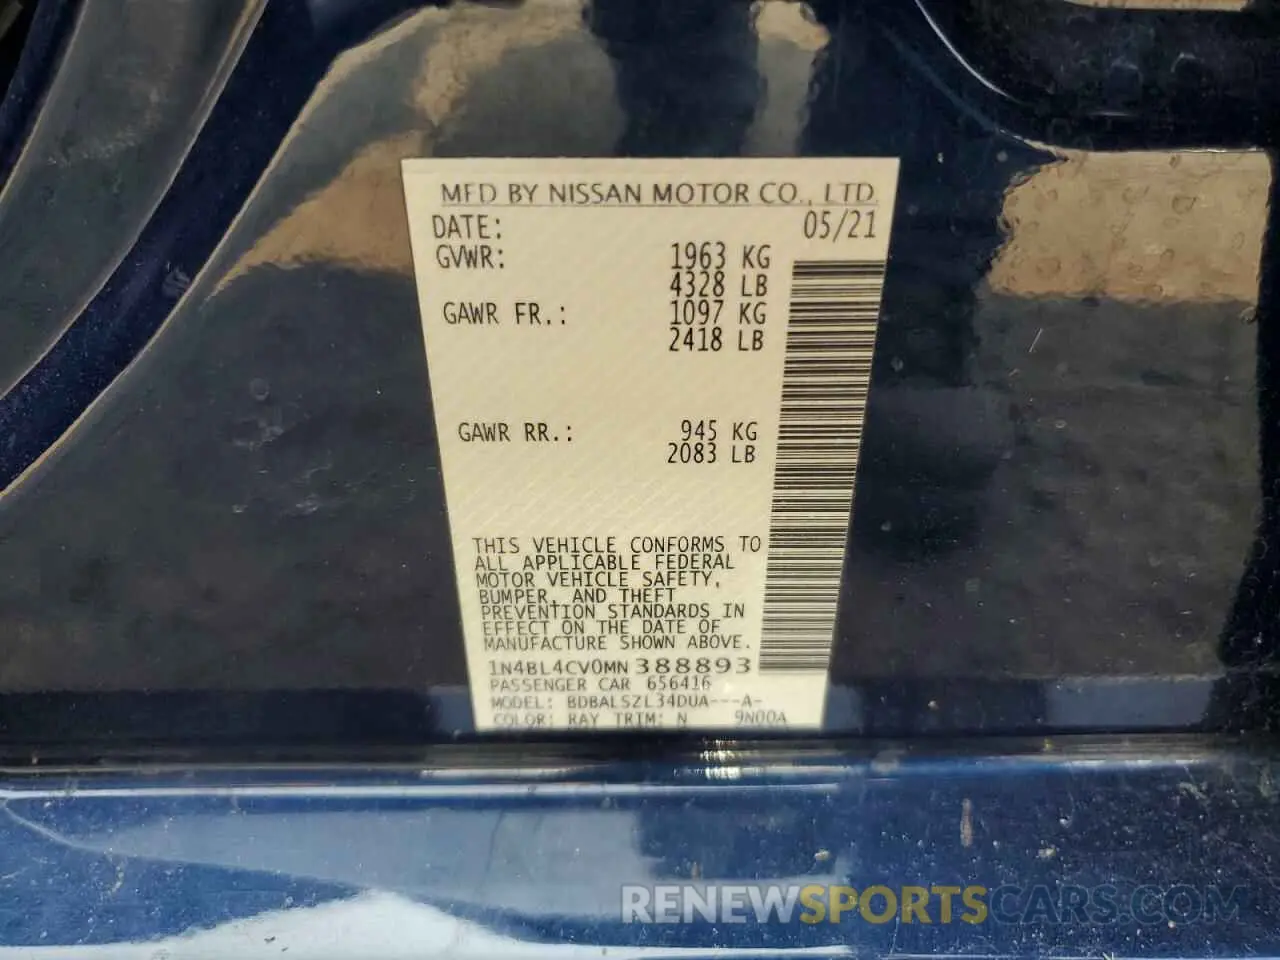 MFD BY NISSAN MOTOR CO., LTD.
DATE: 05/21
GVWR: 1963 KG
4328 LB
GAWR FR.: 1097 KG
2418 LB
GAWR RR.: 945 KG
2083 LB
THIS VEHICLE CONFORMS TO
ALL APPLICABLE FEDERAL
MOTOR VEHICLE SAFETY,
BUMPER, AND THEFT
PREVENTION STANDARDS IN
EFFECT ON THE DATE OF
MANUFACTURE SHOWN ABOVE.
1N4BL4CV0MN388893
PASSENGER CAR 656416
MODEL: BDBALSZL34DUA---A-
COLOR: RAY TRIM: N 9N00A
RENEWSPORTSCARS.COM